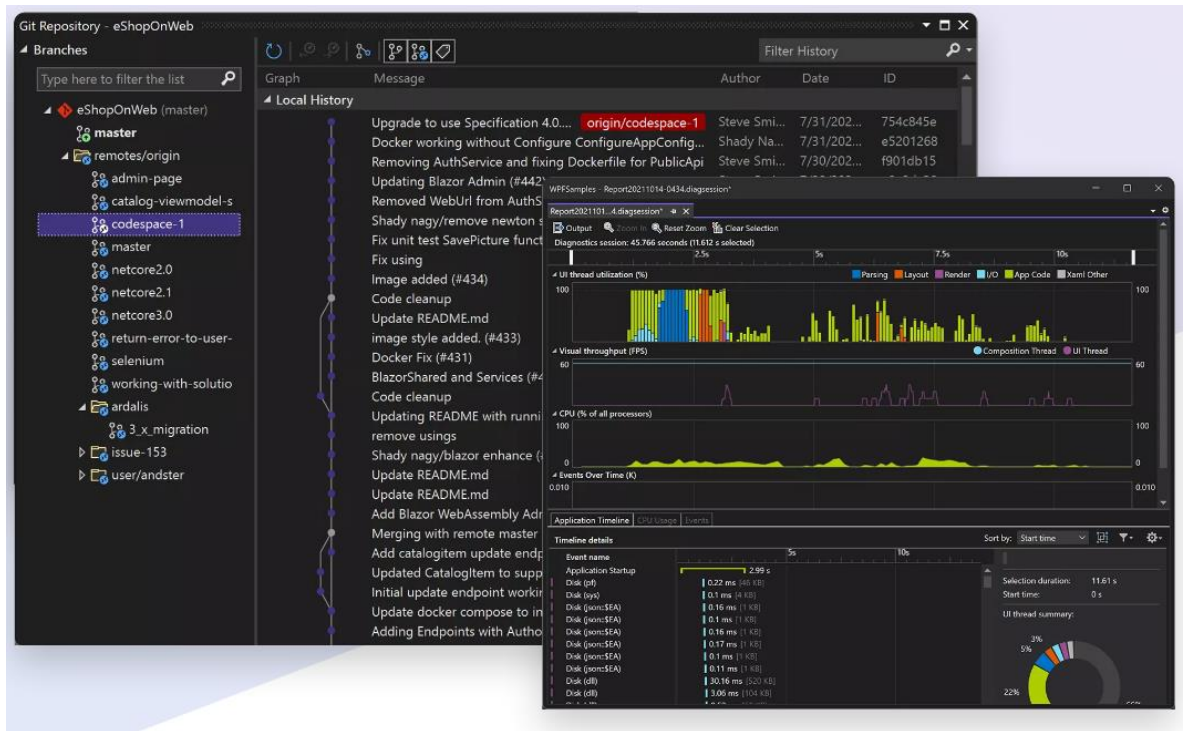 Git Repository - eShopOnWeb
Branches
Type here to filter the list
eShopOnWeb (master)
master
remotes/origin
admin-page
catalog-viewmodel-s
codespace-1
master
netcore2.0
netcore2.1
netcore3.0
return-error-to-user-
selenium
working-with-solutio
ardalis
3_x_migration
issue-153
user/andster
Filter History
Graph Message Author Date ID
Local History
Upgrade to use Specification 4.0.... origin/codespace-1 Steve Smi... 7/31/202... 754c845e
Docker working without Configure ConfigureAppConfig... Shady Na... 7/31/202... e5201268
Removing AuthService and fixing Dockerfile for PublicApi Steve Smi... 7/30/202... f901db15
Updating Blazor Admin (#442)
Removed WebUrl from AuthS
Shady nagy/remove newton s
Fix unit test SavePicture funct
Fix using
Image added (#434)
Code cleanup
Update README.md
image style added. (#433)
Docker Fix (#431)
BlazorShared and Services (#4
Code cleanup
Updating README with runni
remove usings
Shady nagy/blazor enhance (
Update README.md
Update README.md
Add Blazor WebAssembly Adr
Merging with remote master
Add catalogitem update endp
Updated CatalogItem to supp
Initial update endpoint workin
Update docker compose to in
Adding Endpoints with Autho
WPFSamples - Report20211014-0434.diagsession*
Report2021101...4.diagsession*
Output Zoom In Reset Zoom Clear Selection
Diagnostics session: 45.766 seconds (11.612 s selected)
2.5s 5s 7.5s 10s
UI thread utilization (%) Parsing Layout Render I/O App Code Xaml Other
100 100
Visual throughput (FPS) Composition Thread UI Thread
60 60
CPU (% of all processors)
100 100
0 0
Events Over Time (K)
0.010 0.010
Application Timeline CPU Usage Events
Timeline details Sort by: Start time
Event name 5s 10s
Application Startup 2.99 s
Disk (pf) 0.22 ms [46 KB]
Disk (sys) 0.1 ms [4 KB]
Disk (json:$EA) 0.16 ms [1 KB]
Disk (json:$EA) 0.1 ms [1 KB]
Disk (json:$EA) 0.16 ms [1 KB]
Disk (json:$EA) 0.17 ms [1 KB]
Disk (json:$EA) 0.1 ms [1 KB]
Disk (json:$EA) 0.11 ms [1 KB]
Disk (dll) 30.16 ms [520 KB]
Disk (dll) 3.06 ms [104 KB]
Selection duration: 11.61 s
Start time: 0 s
UI thread summary:
3%
5%
22%